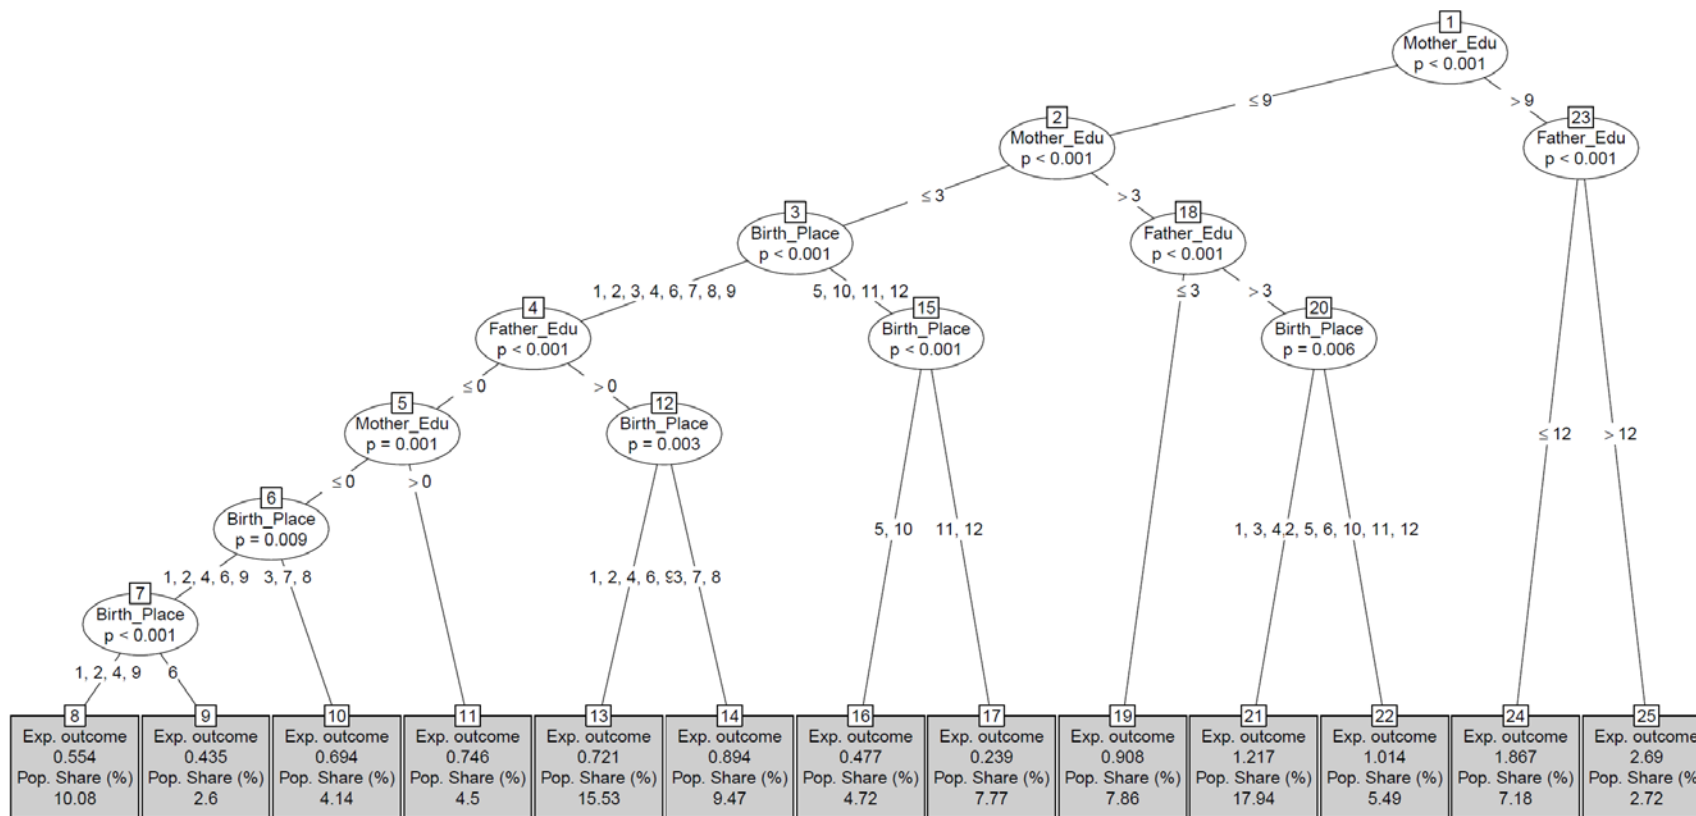 1
Mother_Edu
p < 0.001
≤ 9
> 9
2
Mother_Edu
p < 0.001
23
Father_Edu
p < 0.001
≤ 3
> 3
3
Birth_Place
p < 0.001
18
Father_Edu
p < 0.001
1, 2, 3, 4, 6, 7, 8, 9
5, 10, 11, 12
≤ 3
> 3
4
Father_Edu
p < 0.001
15
Birth_Place
p < 0.001
20
Birth_Place
p = 0.006
≤ 0
> 0
5
Mother_Edu
p = 0.001
12
Birth_Place
p = 0.003
≤ 12
> 12
≤ 0
> 0
6
Birth_Place
p = 0.009
5, 10
11, 12
1, 3, 4,
2, 5, 6, 10, 11, 12
1, 2, 4, 6, 9
3, 7, 8
1, 2, 4, 6, 9
3, 7, 8
7
Birth_Place
p < 0.001
1, 2, 4, 9
6
8
Exp. outcome
0.554
Pop. Share (%)
10.08
9
Exp. outcome
0.435
Pop. Share (%)
2.6
10
Exp. outcome
0.694
Pop. Share (%)
4.14
11
Exp. outcome
0.746
Pop. Share (%)
4.5
13
Exp. outcome
0.721
Pop. Share (%)
15.53
14
Exp. outcome
0.894
Pop. Share (%)
9.47
16
Exp. outcome
0.477
Pop. Share (%)
4.72
17
Exp. outcome
0.239
Pop. Share (%)
7.77
19
Exp. outcome
0.908
Pop. Share (%)
7.86
21
Exp. outcome
1.217
Pop. Share (%)
17.94
22
Exp. outcome
1.014
Pop. Share (%)
5.49
24
Exp. outcome
1.867
Pop. Share (%)
7.18
25
Exp. outcome
2.69
Pop. Share (%
2.72